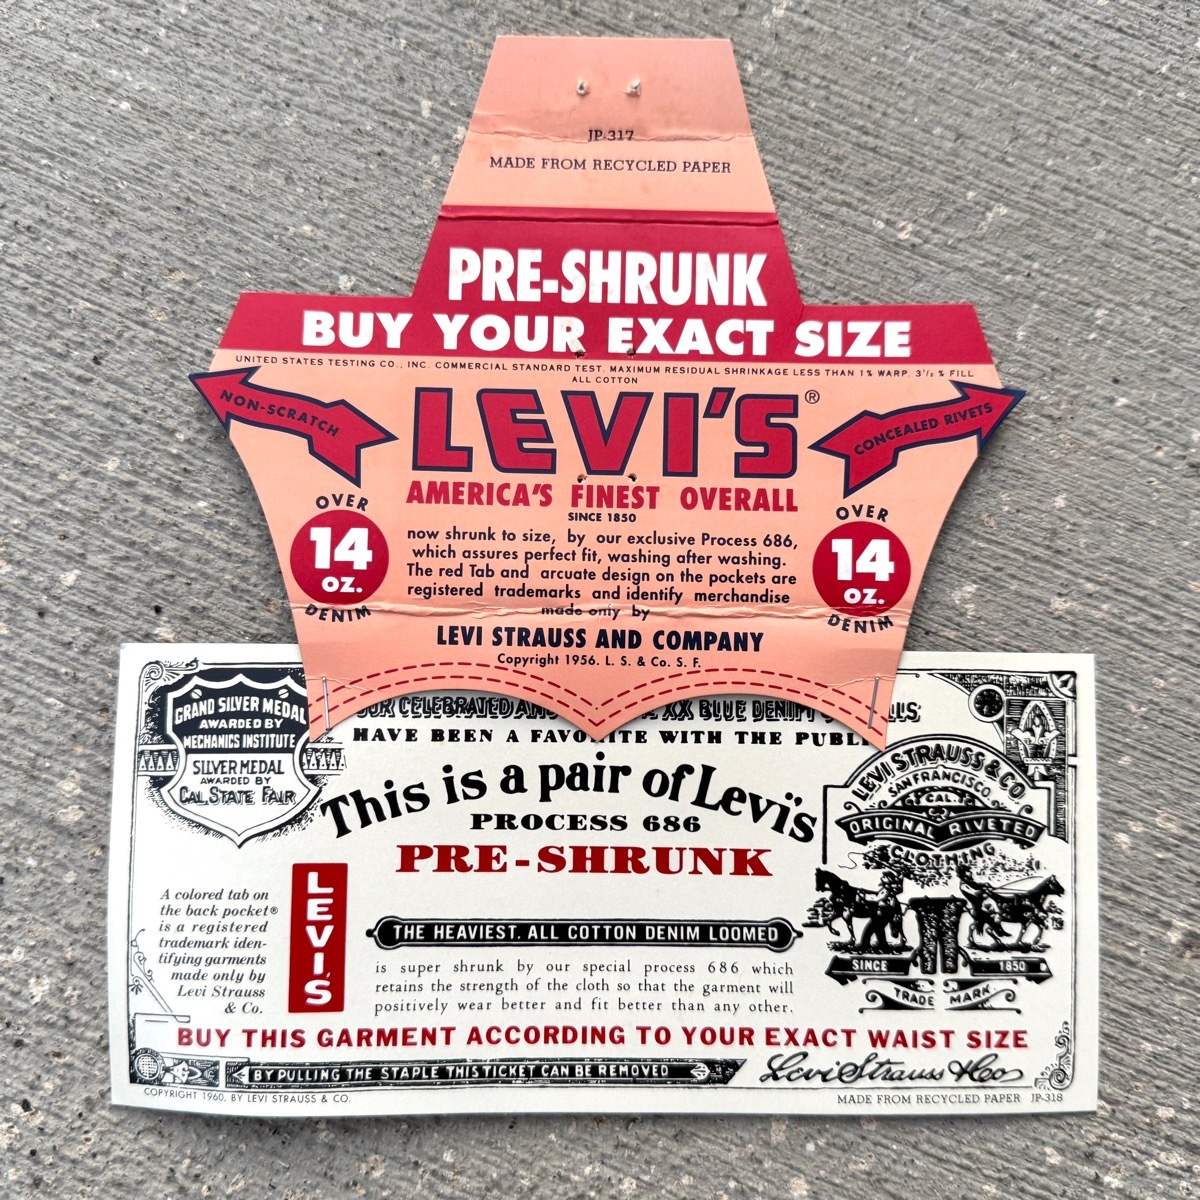 JP-317
MADE FROM RECYCLED PAPER
PRE-SHRUNK
BUY YOUR EXACT SIZE
UNITED STATES TESTING CO., INC. COMMERCIAL STANDARD TEST. MAXIMUM RESIDUAL SHRINKAGE LESS THAN 1% WARP. 3 1/2 % FILL
ALL COTTON
NON-SCRATCH
LEVI'S®
CONCEALED RIVETS
AMERICA'S FINEST OVERALL
SINCE 1850
OVER
14
OZ.
DENIM
now shrunk to size, by our exclusive Process 686,
which assures perfect fit, washing after washing.
The red Tab and arcuate design on the pockets are
registered trademarks and identify merchandise
made only by
LEVI STRAUSS AND COMPANY
Copyright 1956. L. S. & Co. S. F.
OVER
14
OZ.
DENIM
GRAND SILVER MEDAL
AWARDED BY
MECHANICS INSTITUTE
SILVER MEDAL
AWARDED BY
CAL. STATE FAIR
OUR CELEBRATED XX BLUE DENIM
HAVE BEEN A FAVORITE WITH THE PUBLI
This is a pair of Levi's
PROCESS 686
PRE-SHRUNK
LEVI STRAUSS & CO.
SAN FRANCISCO.
CAL.
ORIGINAL RIVETED
CLOTHING
SINCE 1850
TRADE MARK.
A colored tab on
the back pocket®
is a registered
trademark iden-
tifying garments
made only by
Levi Strauss
& Co.
LEVI'S
THE HEAVIEST. ALL COTTON DENIM LOOMED
is super shrunk by our special process 686 which
retains the strength of the cloth so that the garment will
positively wear better and fit better than any other.
BUY THIS GARMENT ACCORDING TO YOUR EXACT WAIST SIZE
BY PULLING THE STAPLE THIS TICKET CAN BE REMOVED
Levi Strauss & Co
COPYRIGHT 1960, BY LEVI STRAUSS & CO.
MADE FROM RECYCLED PAPER JP-318